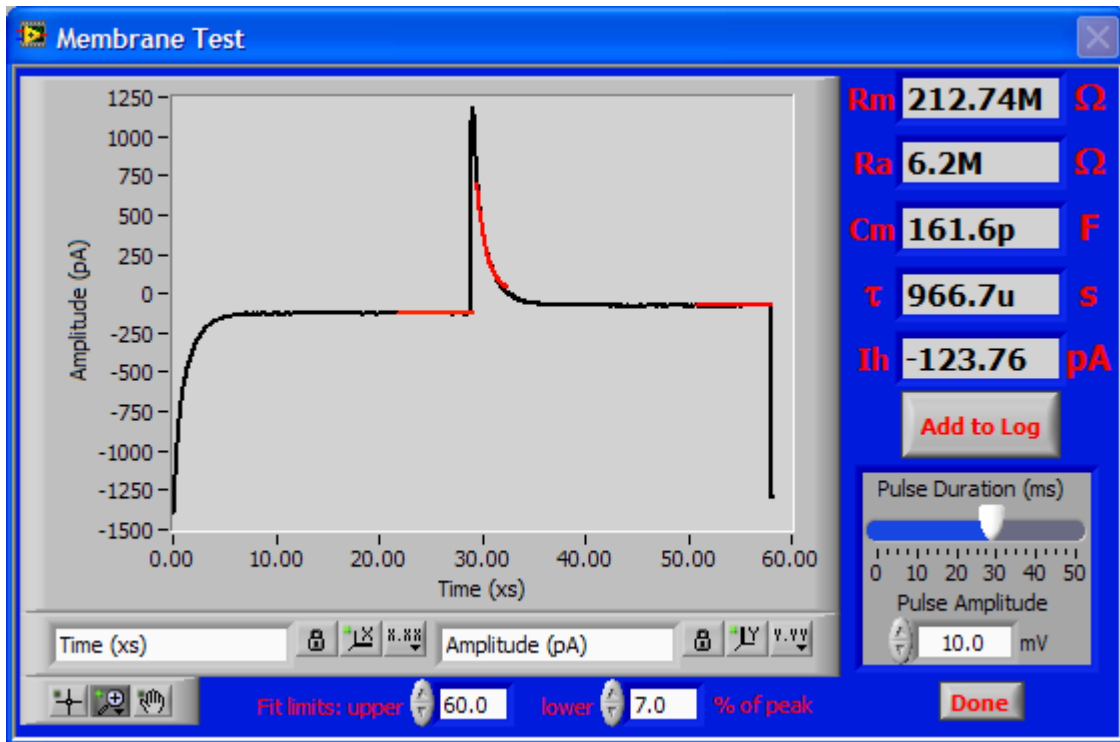 Membrane Test
1250
1000
750
500
250
0
-250
-500
-750
-1000
-1250
-1500
Amplitude (pA)
0.00 10.00 20.00 30.00 40.00 50.00 60.00
Time (xs)
Rm 212.74M Ω
Ra 6.2M Ω
Cm 161.6p F
τ 966.7u s
Ih -123.76 pA
Add to Log
Pulse Duration (ms)
0 10 20 30 40 50
Pulse Amplitude
10.0 mV
Time (xs) X X.XX Amplitude (pA) Y Y.YY
Fit limits: upper 60.0 lower 7.0 % of peak
Done